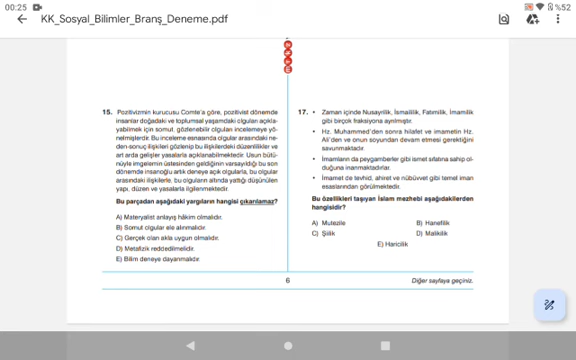 00:25
%52
KK_Sosyal_Bilimler_Branş_Deneme.pdf
15. Pozitivizmin kurucusu Comte'a göre, pozitivist dönemde
insanlar doğadaki ve toplumsal yaşamdaki olguları açıkla-
yabilmek için somut, gözlenebilir olguları incelemeye yö-
nelmişlerdir. Bu inceleme esnasında olgular arasındaki ne-
den-sonuç ilişkileri gözlenip bu ilişkilerdeki düzenlilikler ve
art arda gelişler yasalarla açıklanabilmektedir. Usun bütü-
nüyle imgelemin ötesinden geldiğinin varsayıldığı bu son
dönemde insanoğlu artık deneye açık olgularla, bu olgular
arasındaki ilişkilerle, bu olguların altında yattığı düşünülen
yapı, düzen ve yasalarla ilgilenmektedir.
Bu parçadan aşağıdaki yargıların hangisi çıkarılamaz?
A) Materyalist anlayış hâkim olmalıdır.
B) Somut olgular ele alınmalıdır.
C) Gerçek olan akla uygun olmalıdır.
D) Metafizik reddedilmelidir.
E) Bilim deneye dayanmalıdır.
17. • Zaman içinde Nusayrilik, İsmaililik, Fatımilik, İmamilik
gibi birçok fraksiyona ayrılmıştır.
• Hz. Muhammed'den sonra hilafet ve imametin Hz.
Ali'den ve onun soyundan devam etmesi gerektiğini
savunmaktadır.
• İmamların da peygamberler gibi ismet sıfatına sahip ol-
duğuna inanmaktadırlar.
• İmamet de tevhid, ahiret ve nübüvvet gibi temel iman
esaslarından görülmektedir.
Bu özellikleri taşıyan İslam mezhebi aşağıdakilerden
hangisidir?
A) Mutezile
B) Hanefilik
C) Şiilik
D) Malikilik
E) Haricilik
6
Diğer sayfaya geçiniz.